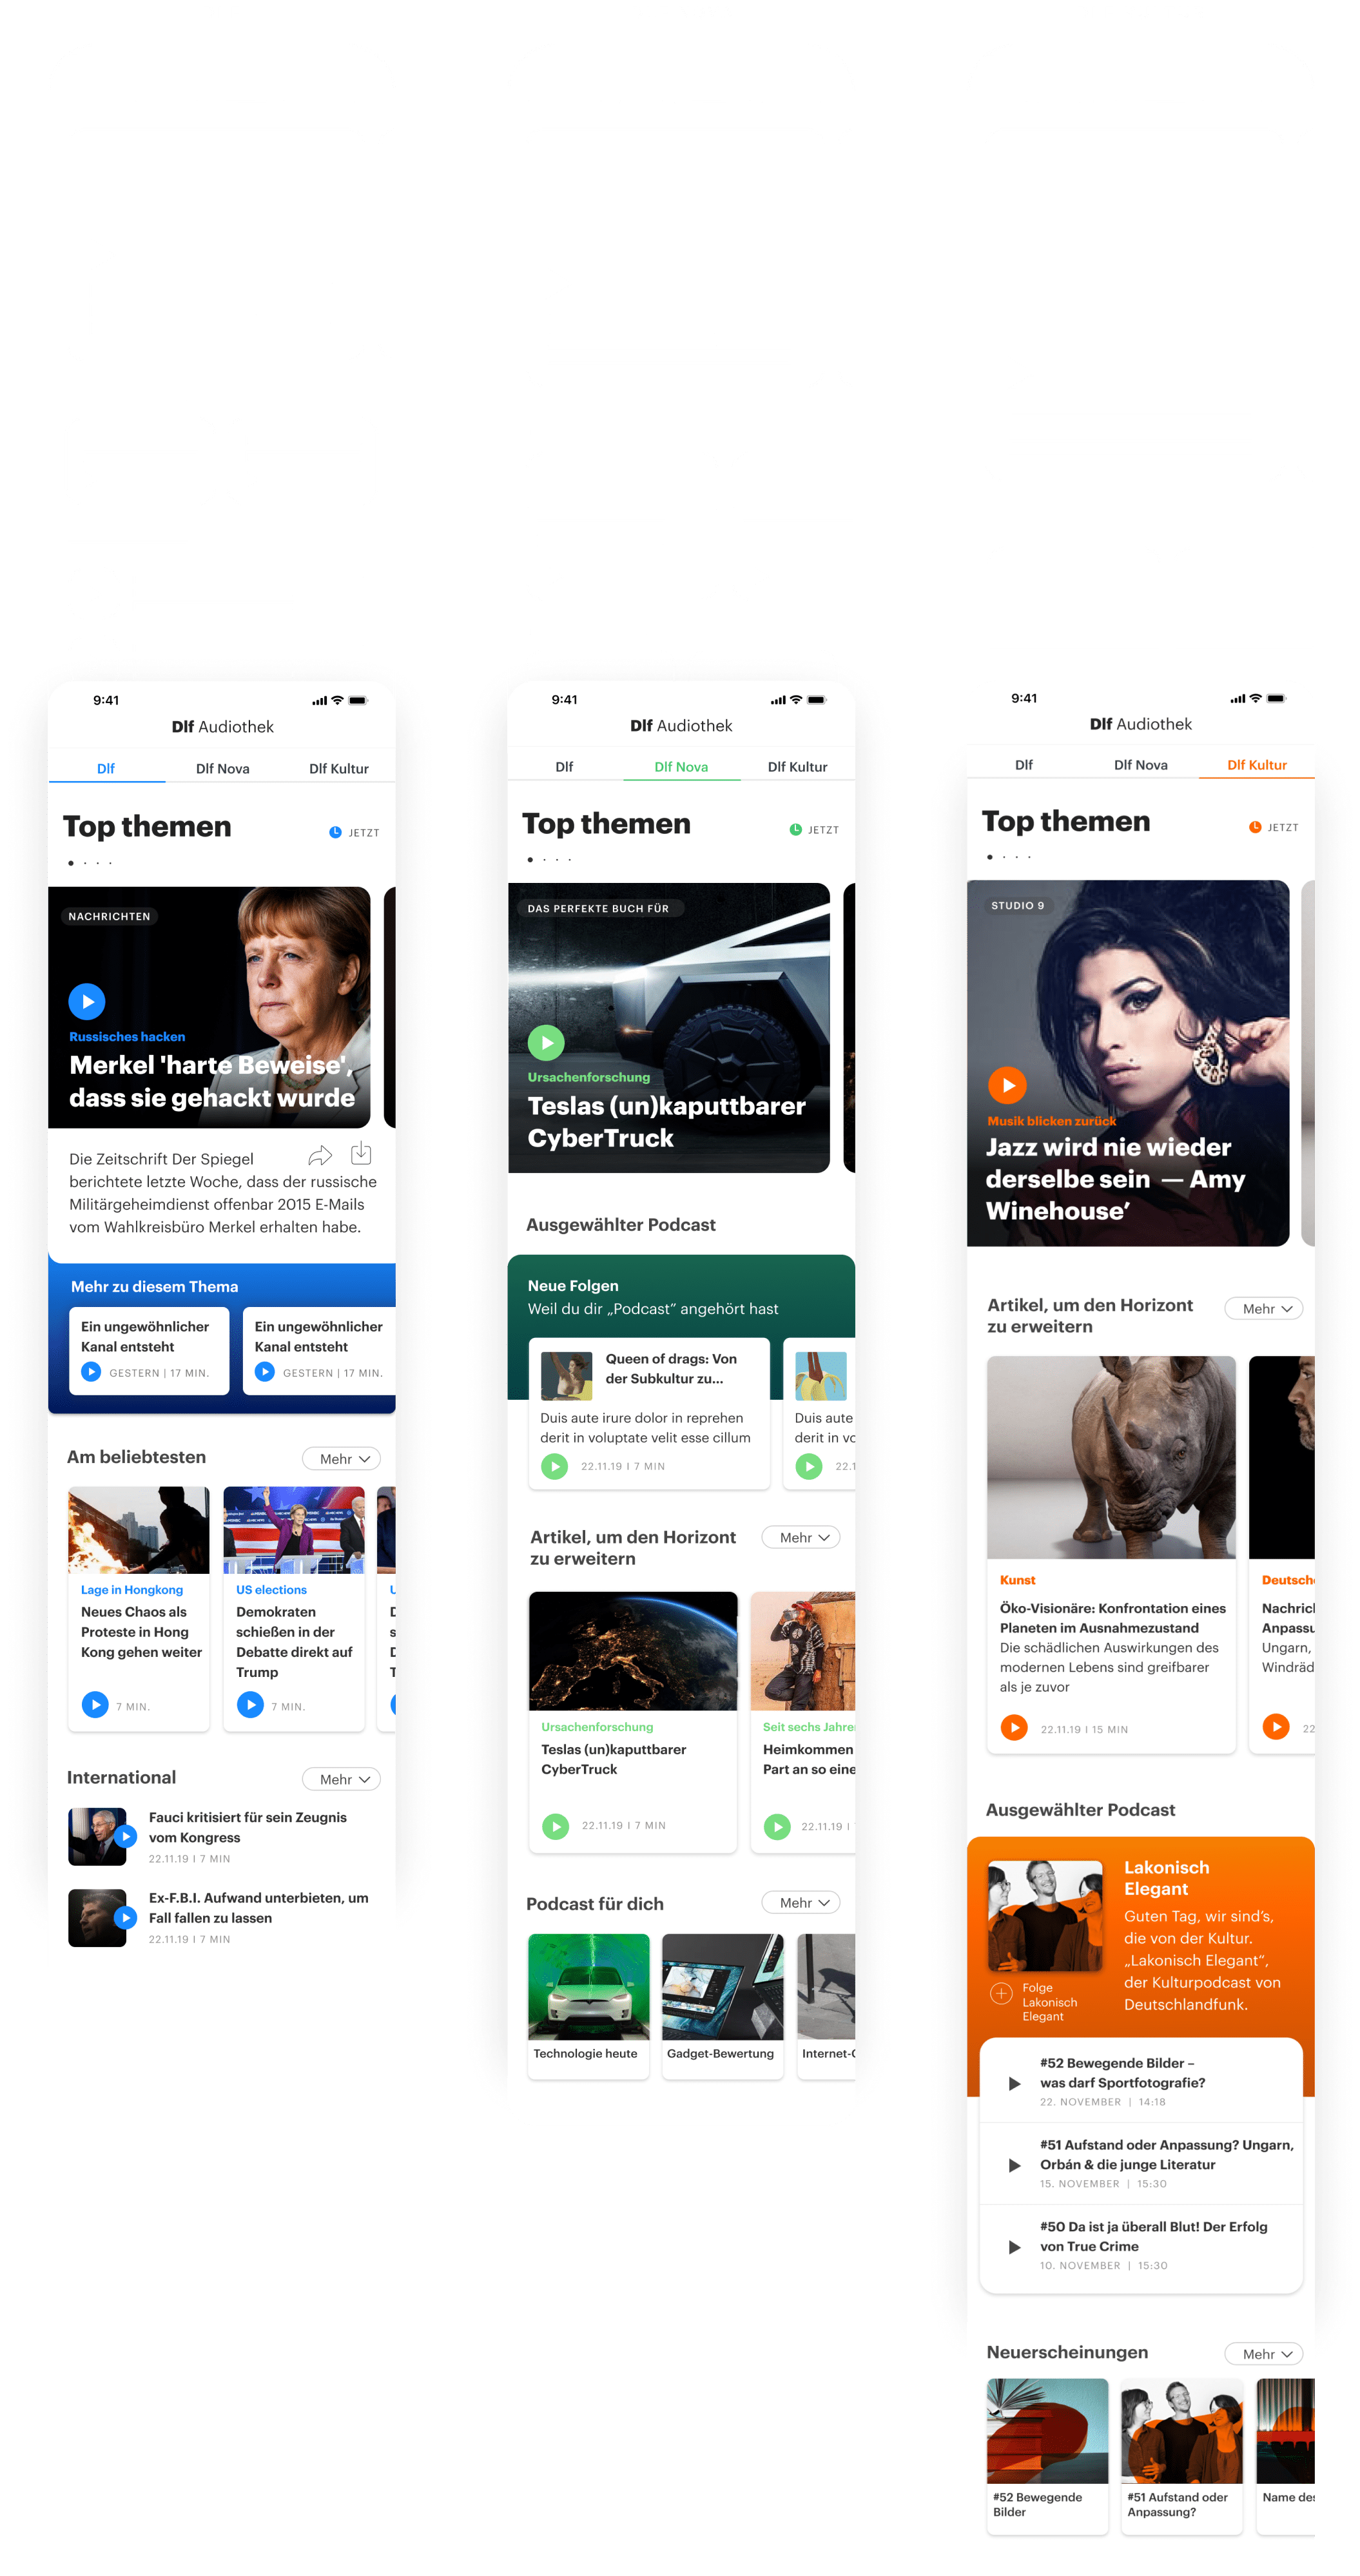 9:41
Dlf Audiothek
Dlf
Dlf Nova
Dlf Kultur
Top themen
JETZT
NACHRICHTEN
Russisches hacken
Merkel 'harte Beweise',
dass sie gehackt wurde
Die Zeitschrift Der Spiegel
berichtete letzte Woche, dass der russische
Militärgeheimdienst offenbar 2015 E-Mails
vom Wahlkreisbüro Merkel erhalten habe.
Mehr zu diesem Thema
Ein ungewöhnlicher
Kanal entsteht
GESTERN | 17 MIN.
Ein ungewöhnlicher
Kanal entsteht
GESTERN | 17 MIN.
Am beliebtesten
Mehr
Lage in Hongkong
Neues Chaos als
Proteste in Hong
Kong gehen weiter
7 MIN.
US elections
Demokraten
schießen in der
Debatte direkt auf
Trump
7 MIN.
International
Mehr
Fauci kritisiert für sein Zeugnis
vom Kongress
22.11.19 I 7 MIN
Ex-F.B.I. Aufwand unterbieten, um
Fall fallen zu lassen
22.11.19 I 7 MIN
9:41
Dlf Audiothek
Dlf
Dlf Nova
Dlf Kultur
Top themen
JETZT
DAS PERFEKTE BUCH FÜR
Ursachenforschung
Teslas (un)kaputtbarer
CyberTruck
Ausgewählter Podcast
Neue Folgen
Weil du dir „Podcast“ angehört hast
Queen of drags: Von
der Subkultur zu...
Duis aute irure dolor in reprehen
derit in voluptate velit esse cillum
22.11.19 I 7 MIN
Duis aute
derit in vo
22.1
Artikel, um den Horizont
zu erweitern
Mehr
Ursachenforschung
Teslas (un)kaputtbarer
CyberTruck
22.11.19 I 7 MIN
Seit sechs Jahre
Heimkommen
Part an so eine
22.11.19 I
Podcast für dich
Mehr
Technologie heute
Gadget-Bewertung
Internet-
9:41
Dlf Audiothek
Dlf
Dlf Nova
Dlf Kultur
Top themen
JETZT
STUDIO 9
Musik blicken zurück
Jazz wird nie wieder
derselbe sein — Amy
Winehouse’
Artikel, um den Horizont
zu erweitern
Mehr
Kunst
Öko-Visionäre: Konfrontation eines
Planeten im Ausnahmezustand
Die schädlichen Auswirkungen des
modernen Lebens sind greifbarer
als je zuvor
22.11.19 I 15 MIN
Deutsch
Nachricl
Anpassu
Ungarn,
Windräd
22
Ausgewählter Podcast
Lakonisch
Elegant
Guten Tag, wir sind’s,
die von der Kultur.
„Lakonisch Elegant“,
der Kulturpodcast von
Deutschlandfunk.
Folge
Lakonisch
Elegant
#52 Bewegende Bilder –
was darf Sportfotografie?
22. NOVEMBER | 14:18
#51 Aufstand oder Anpassung? Ungarn,
Orbán & die junge Literatur
15. NOVEMBER | 15:30
#50 Da ist ja überall Blut! Der Erfolg
von True Crime
10. NOVEMBER | 15:30
Neuerscheinungen
Mehr
#52 Bewegende
Bilder
#51 Aufstand oder
Anpassung?
Name des